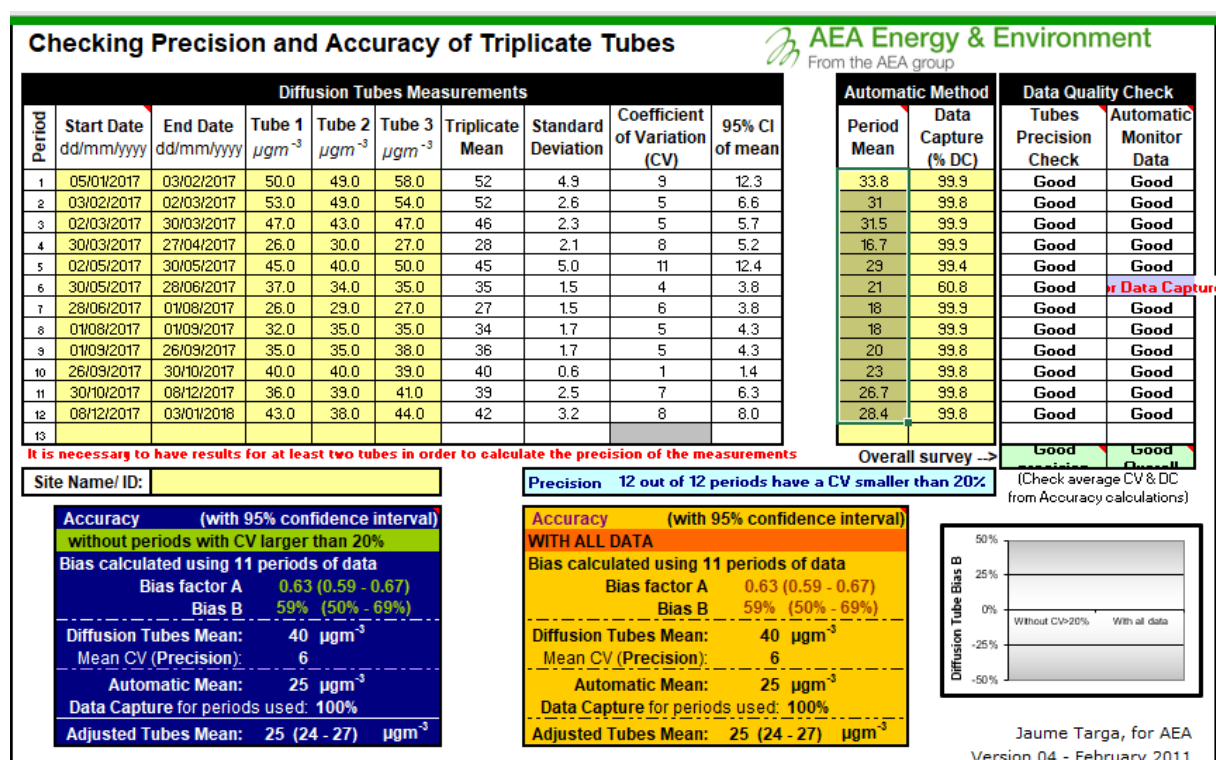 Checking Precision and Accuracy of Triplicate Tubes
AEA Energy & Environment
From the AEA group
Diffusion Tubes Measurements
Automatic Method
Data Quality Check
Period
Start Date dd/mm/yyyy
End Date dd/mm/yyyy
Tube 1 µgm⁻³
Tube 2 µgm⁻³
Tube 3 µgm⁻³
Triplicate Mean
Standard Deviation
Coefficient of Variation (CV)
95% CI of mean
Period Mean
Data Capture (% DC)
Tubes Precision Check
Automatic Monitor Data
1 05/01/2017 03/02/2017 50.0 49.0 58.0 52 4.9 9 12.3 33.8 99.9 Good Good
2 03/02/2017 02/03/2017 53.0 49.0 54.0 52 2.6 5 6.6 31 99.8 Good Good
3 02/03/2017 30/03/2017 47.0 43.0 47.0 46 2.3 5 5.7 31.5 99.9 Good Good
4 30/03/2017 27/04/2017 26.0 30.0 27.0 28 2.1 8 5.2 16.7 99.9 Good Good
5 02/05/2017 30/05/2017 45.0 40.0 50.0 45 5.0 11 12.4 29 99.4 Good Good
6 30/05/2017 28/06/2017 37.0 34.0 35.0 35 1.5 4 3.8 21 60.8 Good or Data Capture
7 28/06/2017 01/08/2017 26.0 29.0 27.0 27 1.5 6 3.8 18 99.9 Good Good
8 01/08/2017 01/09/2017 32.0 35.0 35.0 34 1.7 5 4.3 18 99.9 Good Good
9 01/09/2017 26/09/2017 35.0 35.0 38.0 36 1.7 5 4.3 20 99.8 Good Good
10 26/09/2017 30/10/2017 40.0 40.0 39.0 40 0.6 1 1.4 23 99.8 Good Good
11 30/10/2017 08/12/2017 36.0 39.0 41.0 39 2.5 7 6.3 26.7 99.8 Good Good
12 08/12/2017 03/01/2018 43.0 38.0 44.0 42 3.2 8 8.0 28.4 99.8 Good Good
13
It is necessary to have results for at least two tubes in order to calculate the precision of the measurements
Overall survey -->
Good precision
Good Overall
Site Name/ ID:
Precision 12 out of 12 periods have a CV smaller than 20%
(Check average CV & DC
from Accuracy calculations)
Accuracy (with 95% confidence interval)
without periods with CV larger than 20%
Bias calculated using 11 periods of data
Bias factor A 0.63 (0.59 - 0.67)
Bias B 59% (50% - 69%)
Diffusion Tubes Mean: 40 µgm⁻³
Mean CV (Precision): 6
Automatic Mean: 25 µgm⁻³
Data Capture for periods used: 100%
Adjusted Tubes Mean: 25 (24 - 27) µgm⁻³
Accuracy (with 95% confidence interval)
WITH ALL DATA
Bias calculated using 11 periods of data
Bias factor A 0.63 (0.59 - 0.67)
Bias B 59% (50% - 69%)
Diffusion Tubes Mean: 40 µgm⁻³
Mean CV (Precision): 6
Automatic Mean: 25 µgm⁻³
Data Capture for periods used: 100%
Adjusted Tubes Mean: 25 (24 - 27) µgm⁻³
Diffusion Tube Bias B
50%
25%
0%
-25%
-50%
Without CV>20%
With all data
Jaume Targa, for AEA
Version 04 - February 2011